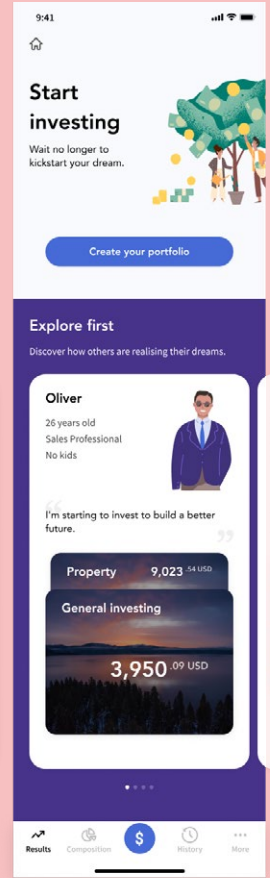 9:41
Start
investing
Wait no longer to
kickstart your dream.
Create your portfolio
Explore first
Discover how others are realising their dreams.
Oliver
26 years old
Sales Professional
No kids
“
I'm starting to invest to build a better
future.
”
Property 9,023 .54 USD
General investing
3,950 .09 USD
$
Results Composition History More